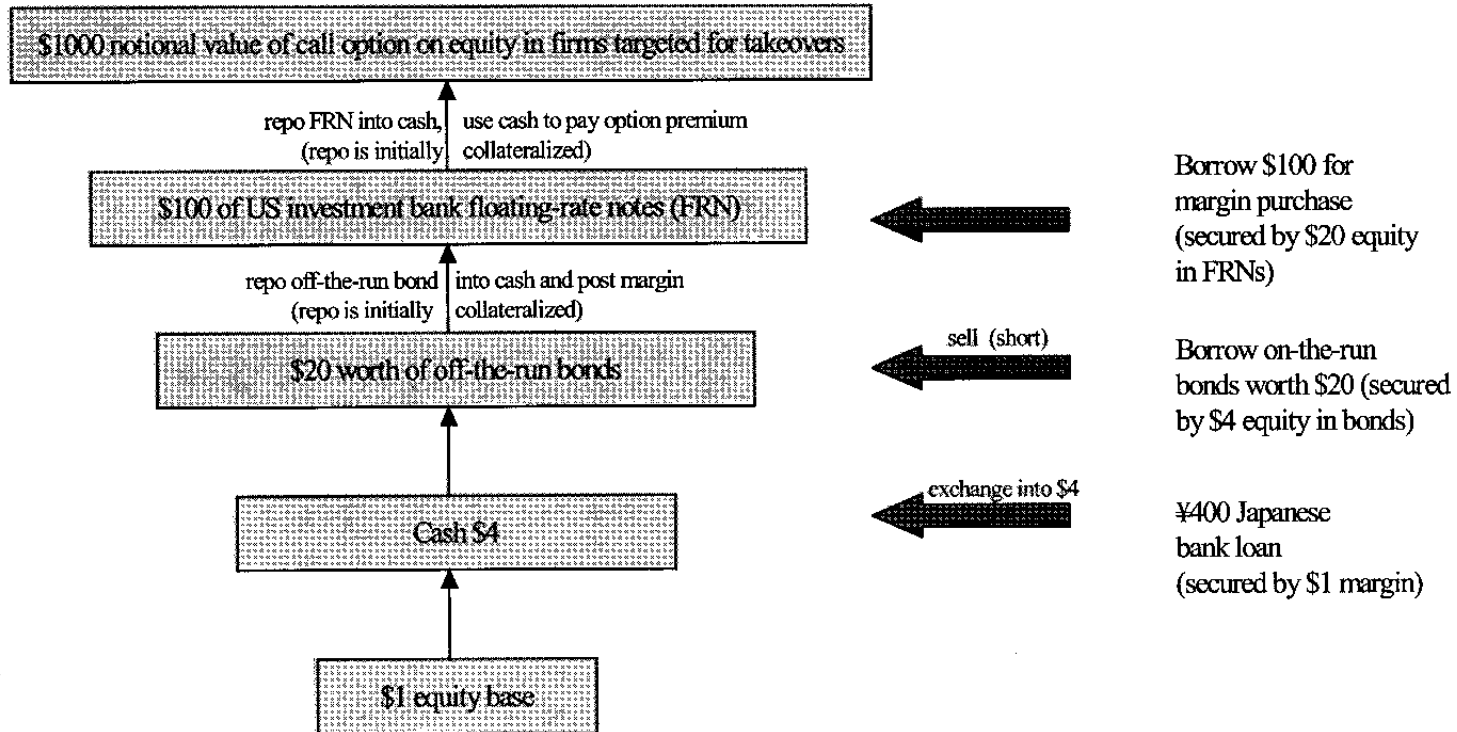 $1000 notional value of call option on equity in firms targeted for takeovers
repo FRN into cash, use cash to pay option premium
(repo is initially collateralized)
Borrow $100 for
margin purchase
(secured by $20 equity
in FRNs)
$100 of US investment bank floating-rate notes (FRN)
repo off-the-run bond into cash and post margin
(repo is initially collateralized)
sell (short)
Borrow on-the-run
bonds worth $20 (secured
by $4 equity in bonds)
$20 worth of off-the-run bonds
exchange into $4
¥400 Japanese
bank loan
(secured by $1 margin)
Cash $4
$1 equity base